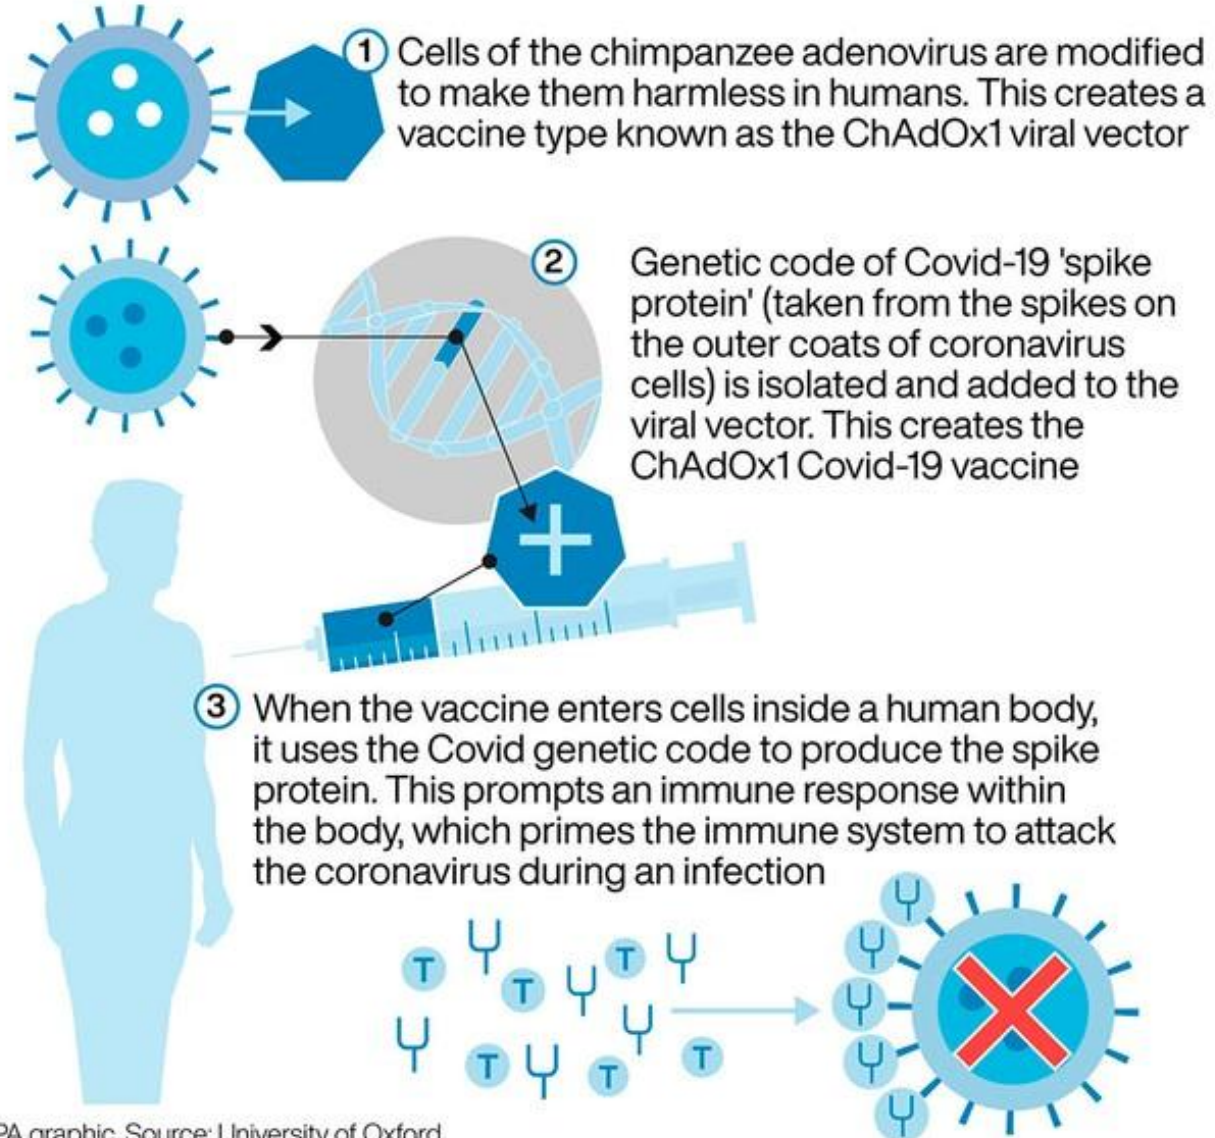 1 Cells of the chimpanzee adenovirus are modified
to make them harmless in humans. This creates a
vaccine type known as the ChAdOx1 viral vector
2 Genetic code of Covid-19 'spike
protein' (taken from the spikes on
the outer coats of coronavirus
cells) is isolated and added to the
viral vector. This creates the
ChAdOx1 Covid-19 vaccine
3 When the vaccine enters cells inside a human body,
it uses the Covid genetic code to produce the spike
protein. This prompts an immune response within
the body, which primes the immune system to attack
the coronavirus during an infection
T
T
T
T
T
T
PA graphic. Source: University of Oxford